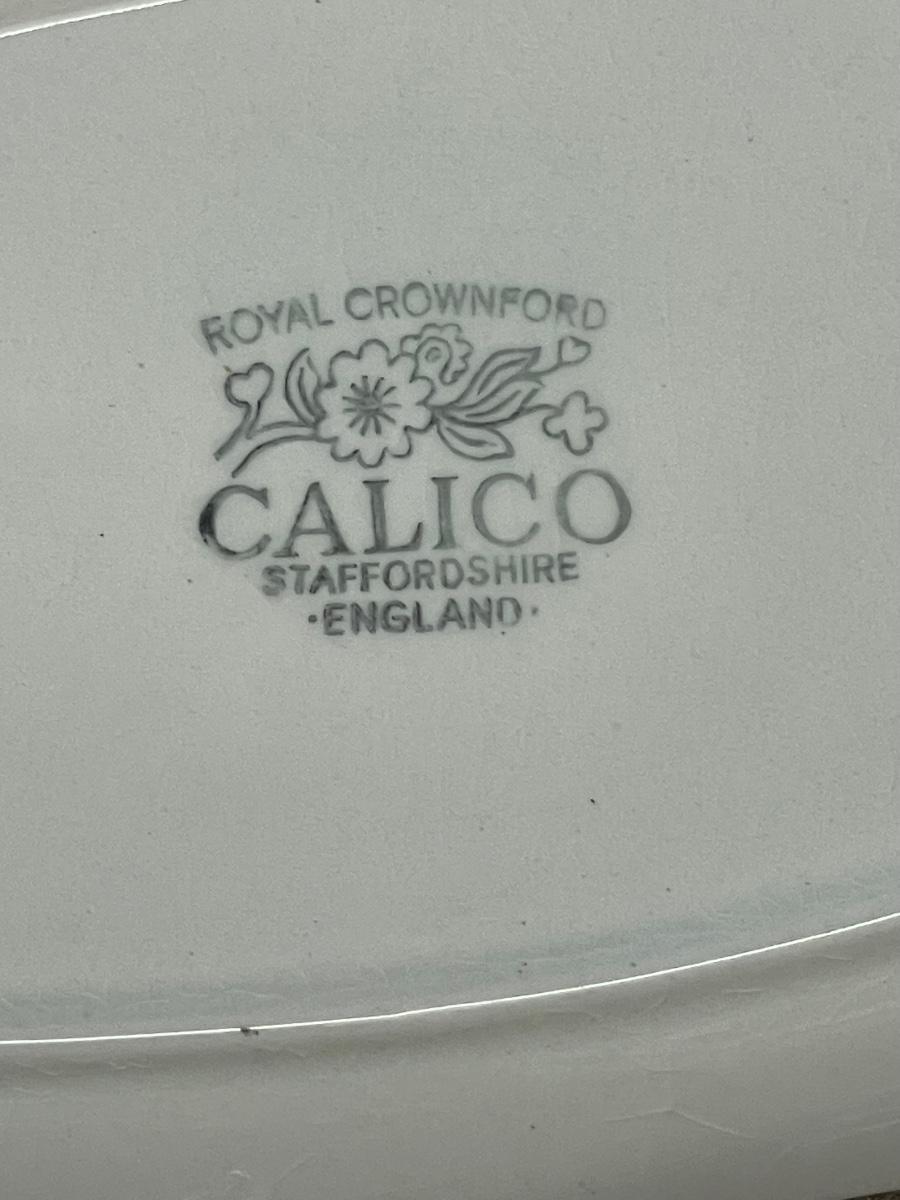 ROYAL CROWNFORD
CALICO
STAFFORDSHIRE
·ENGLAND·